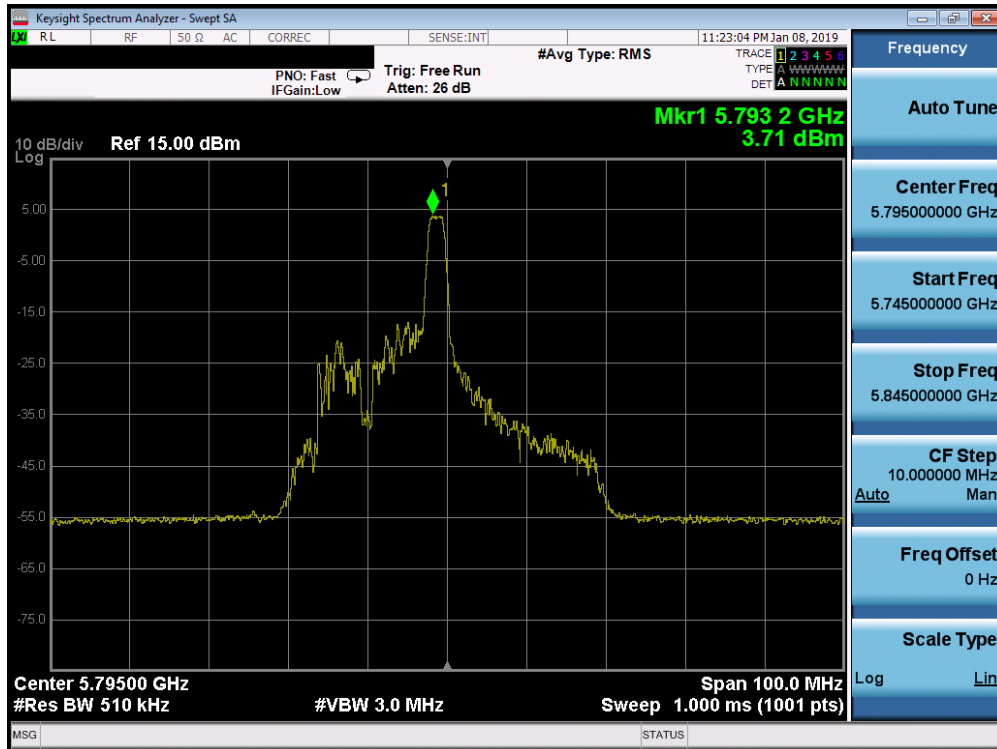 Keysight Spectrum Analyzer - Swept SA
LXI RL RF 50 Ω AC CORREC SENSE:INT 11:23:04 PM Jan 08, 2019
PNO: Fast
IFGain:Low
Trig: Free Run
Atten: 26 dB
#Avg Type: RMS
TRACE 1 2 3 4 5 6
TYPE A WWWWW
DET A N N N N N
Mkr1 5.793 2 GHz
3.71 dBm
10 dB/div
Log
Ref 15.00 dBm
1
5.00
-5.00
-15.0
-25.0
-35.0
-45.0
-55.0
-65.0
-75.0
Center 5.79500 GHz
#Res BW 510 kHz
#VBW 3.0 MHz
Span 100.0 MHz
Sweep 1.000 ms (1001 pts)
MSG
STATUS
Frequency
Auto Tune
Center Freq
5.795000000 GHz
Start Freq
5.745000000 GHz
Stop Freq
5.845000000 GHz
CF Step
10.000000 MHz
Auto Man
Freq Offset
0 Hz
Scale Type
Log Lin